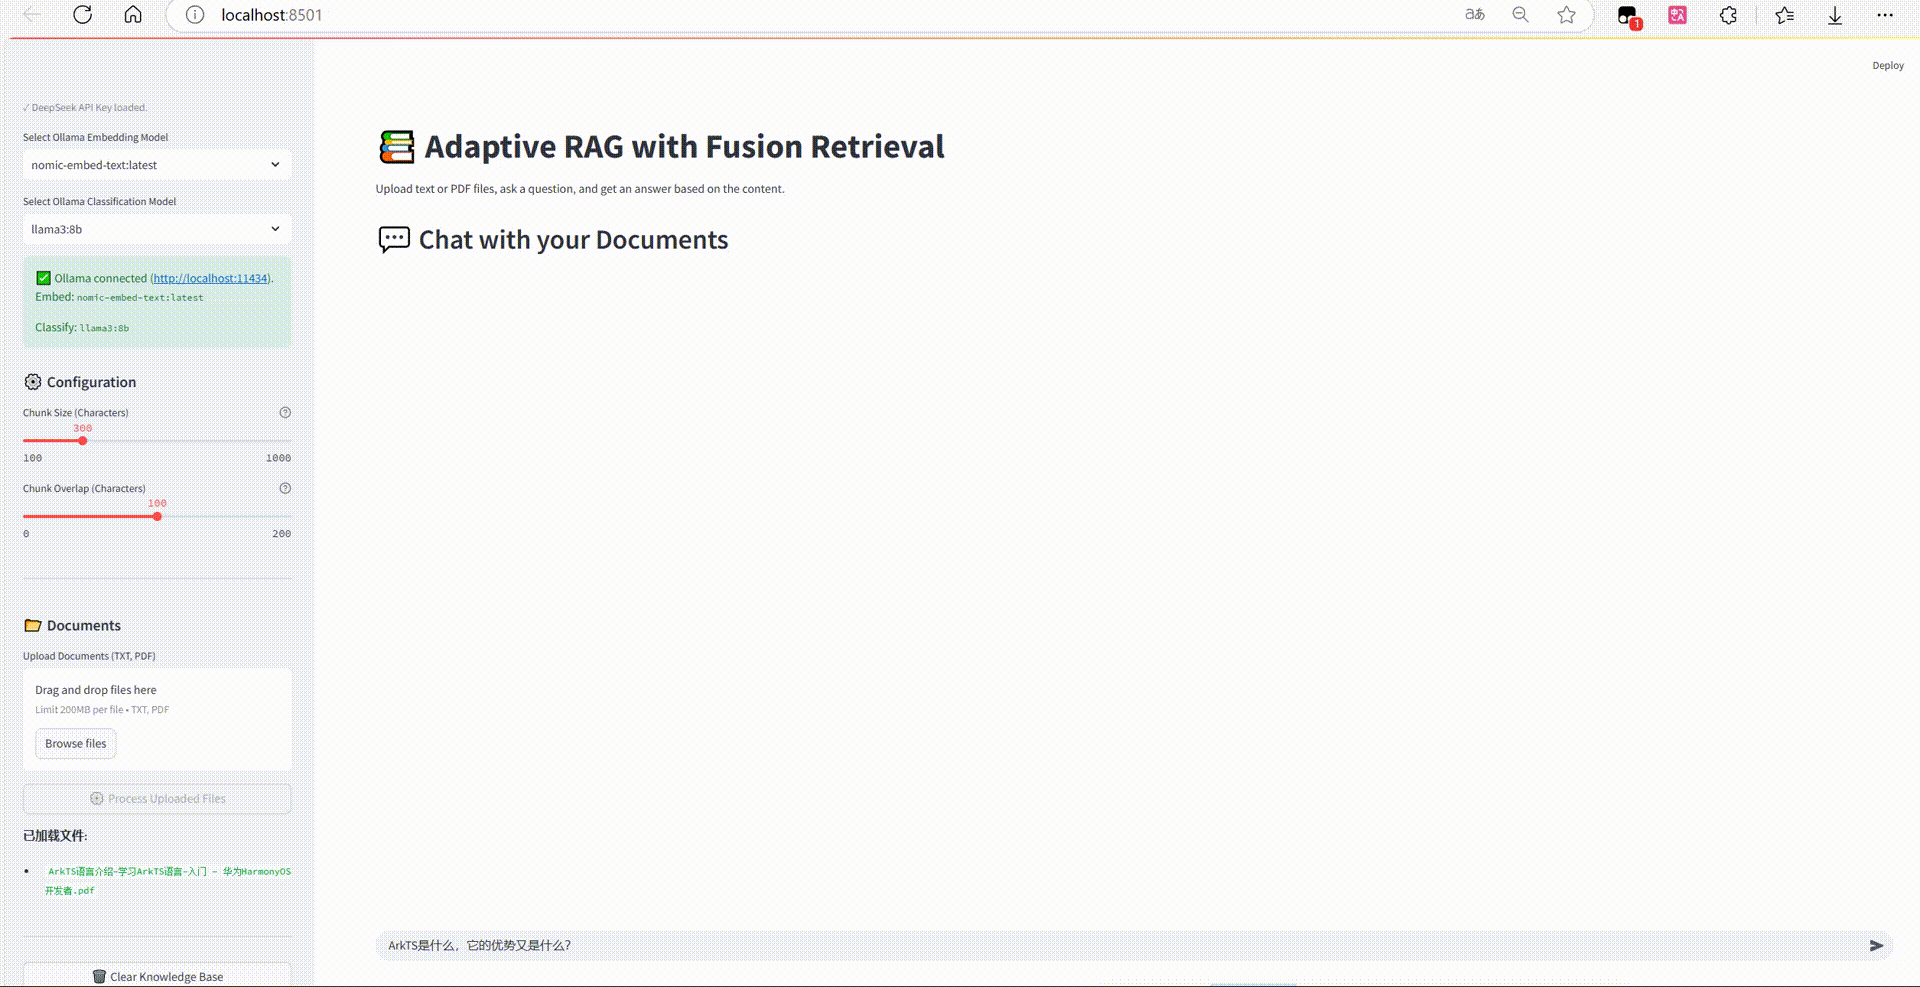 localhost:8501
aあ
1
Deploy
✓ DeepSeek API Key loaded.
Select Ollama Embedding Model
nomic-embed-text:latest
Select Ollama Classification Model
llama3:8b
✅ Ollama connected (http://localhost:11434).
Embed: nomic-embed-text:latest
Classify: llama3:8b
Configuration
Chunk Size (Characters)
300
100 1000
Chunk Overlap (Characters)
100
0 200
Documents
Upload Documents (TXT, PDF)
Drag and drop files here
Limit 200MB per file • TXT, PDF
Browse files
Process Uploaded Files
已加载文件:
ArkTS语言介绍-学习ArkTS语言-入门 - 华为HarmonyOS
开发者.pdf
Clear Knowledge Base
Adaptive RAG with Fusion Retrieval
Upload text or PDF files, ask a question, and get an answer based on the content.
Chat with your Documents
ArkTS是什么，它的优势又是什么？